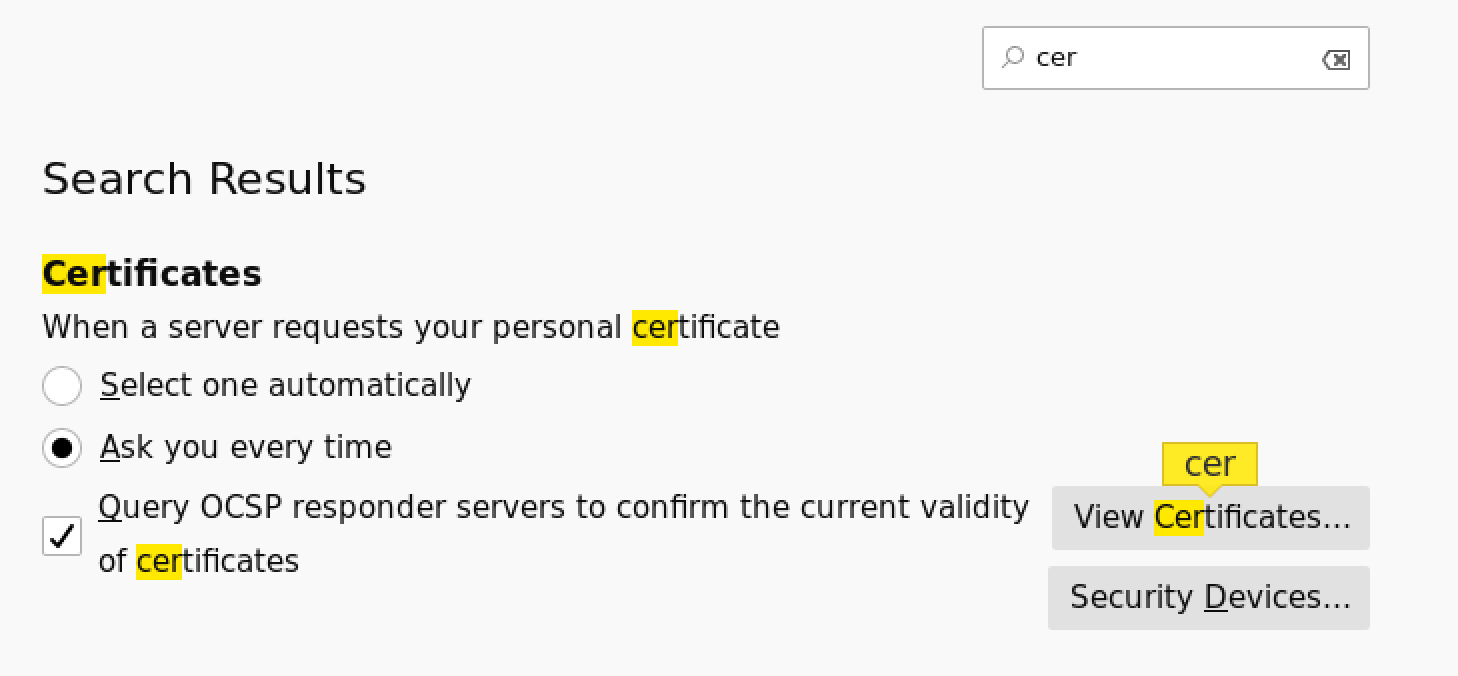 cer
Search Results
Certificates
When a server requests your personal certificate
Select one automatically
Ask you every time
Query OCSP responder servers to confirm the current validity
of certificates
cer
View Certificates...
Security Devices...